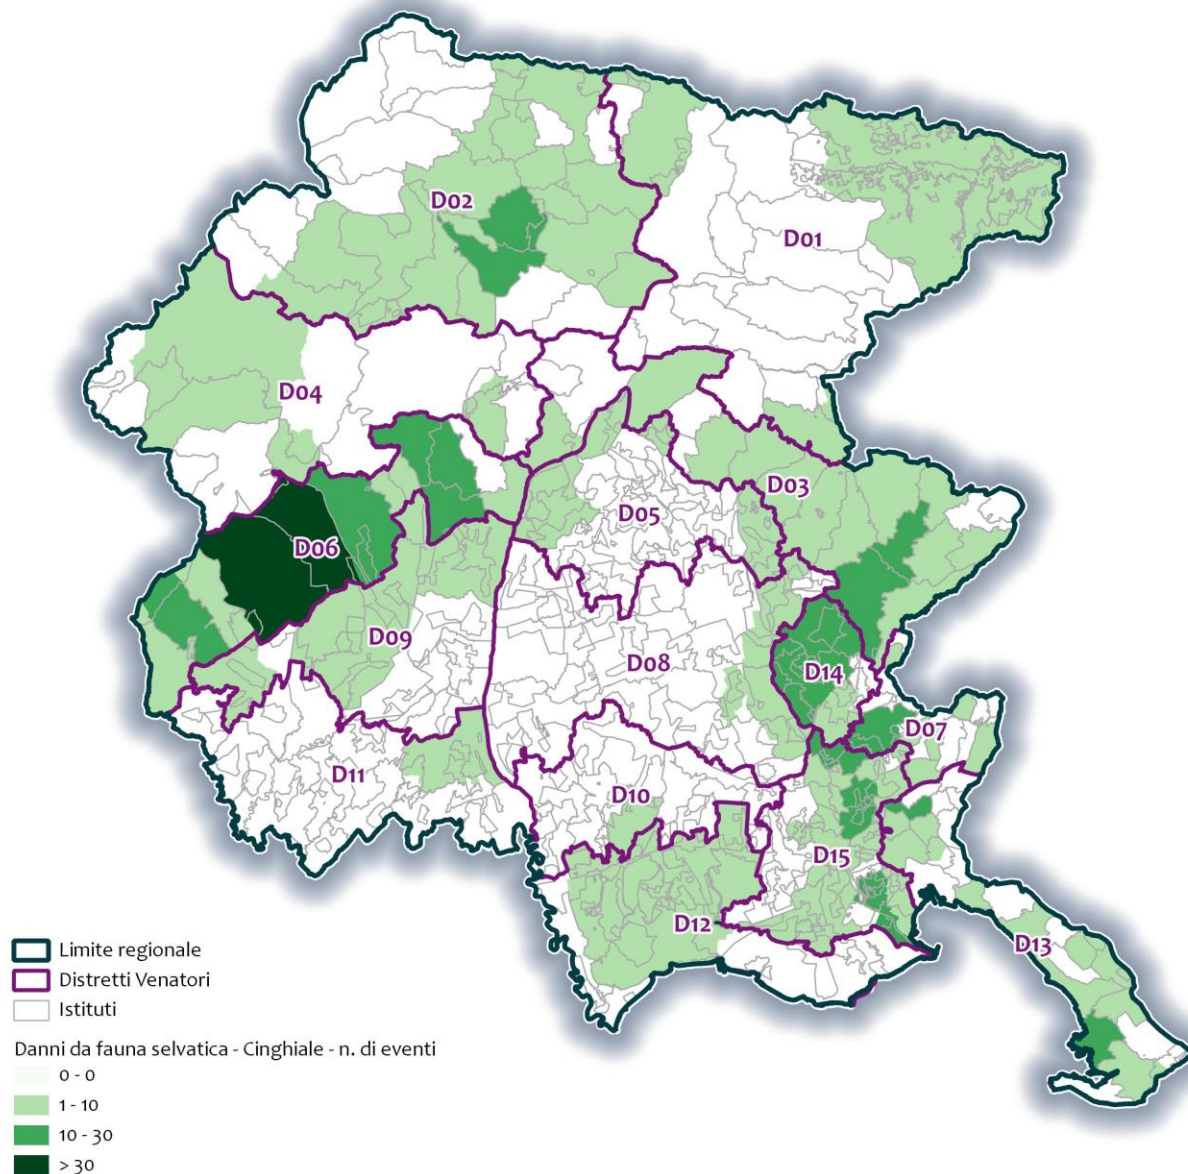 D02
D01
D04
D03
D05
D06
D09
D08
D14
D07
D11
D10
D15
D12
D13
Limite regionale
Distretti Venatori
Istituti
Danni da fauna selvatica - Cinghiale - n. di eventi
0 - 0
1 - 10
10 - 30
> 30